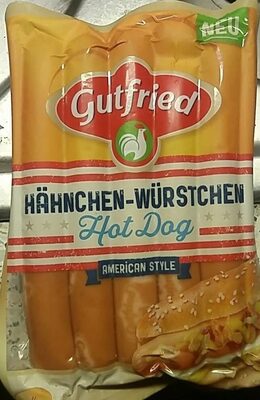 NEU
Gutfried
HÄHNCHEN-WÜRSTCHEN
Hot Dog
AMERICAN STYLE